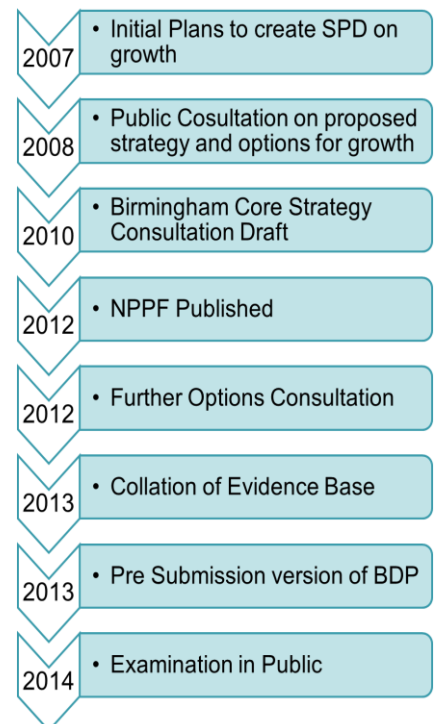 2007
• Initial Plans to create SPD on
growth
2008
• Public Cosultation on proposed
strategy and options for growth
2010
• Birmingham Core Strategy
Consultation Draft
2012
• NPPF Published
2012
• Further Options Consultation
2013
• Collation of Evidence Base
2013
• Pre Submission version of BDP
2014
• Examination in Public